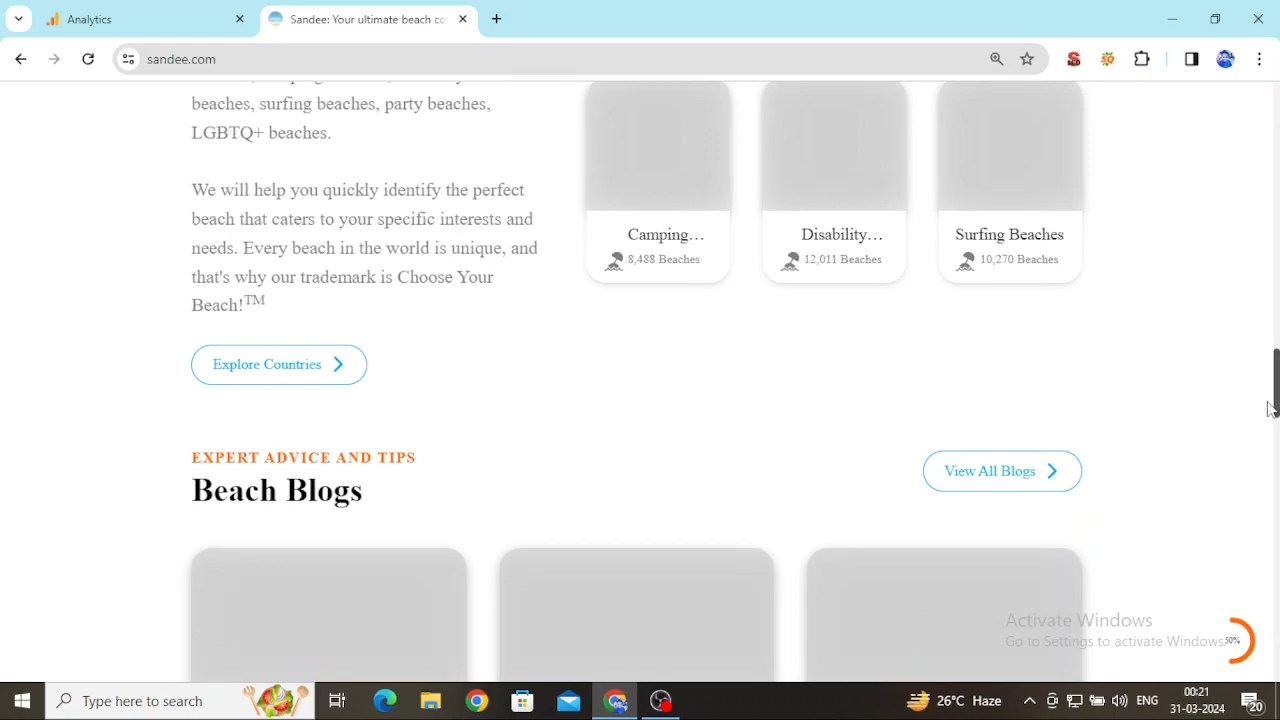 Analytics
Sandee: Your ultimate beach co
sandee.com
beaches, surfing beaches, party beaches,
LGBTQ+ beaches.
We will help you quickly identify the perfect
beach that caters to your specific interests and
needs. Every beach in the world is unique, and
that's why our trademark is Choose Your
Beach!TM
Explore Countries
Camping…
8,488 Beaches
Disability…
12,011 Beaches
Surfing Beaches
10,270 Beaches
EXPERT ADVICE AND TIPS
Beach Blogs
View All Blogs
Activate Windows
Go to Settings to activate Windows.
50%
Type here to search
26°C Haze
ENG
00:21
31-03-2024
20